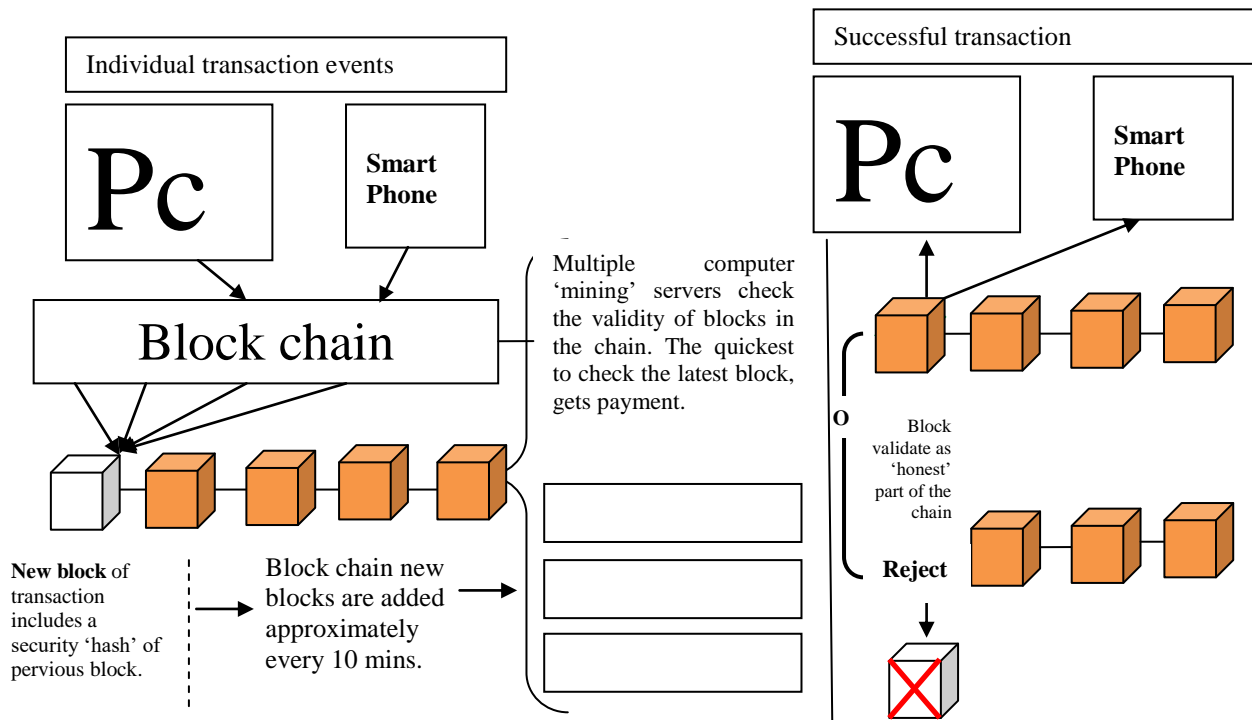 Individual transaction events
Pc
Smart
Phone
Block chain
Multiple computer
‘mining’ servers check
the validity of blocks in
the chain. The quickest
to check the latest block,
gets payment.
New block of
transaction
includes a
security ‘hash’ of
pervious block.
Block chain new
blocks are added
approximately
every 10 mins.
Successful transaction
Pc
Smart
Phone
O
Block
validate as
‘honest’
part of the
chain
Reject